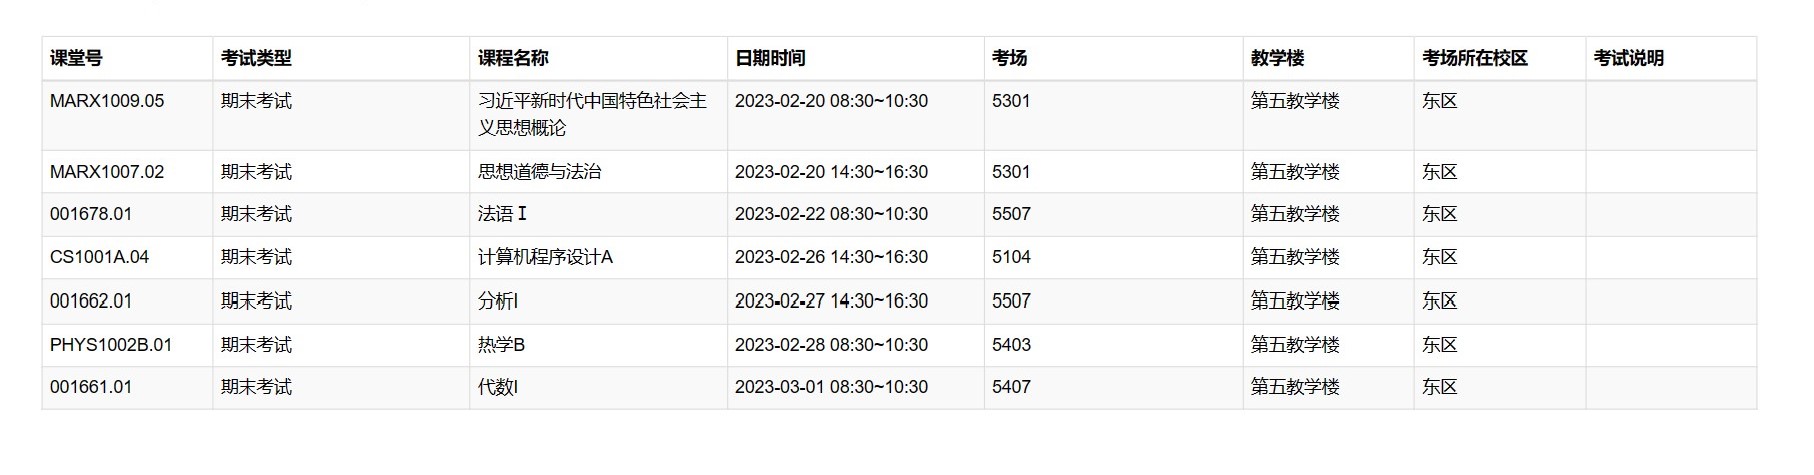 课堂号 考试类型 课程名称 日期时间 考场 教学楼 考场所在校区 考试说明
MARX1009.05 期末考试 习近平新时代中国特色社会主 2023-02-20 08:30~10:30 5301 第五教学楼 东区
义思想概论
MARX1007.02 期末考试 思想道德与法治 2023-02-20 14:30~16:30 5301 第五教学楼 东区
001678.01 期末考试 法语 I 2023-02-22 08:30~10:30 5507 第五教学楼 东区
CS1001A.04 期末考试 计算机程序设计A 2023-02-26 14:30~16:30 5104 第五教学楼 东区
001662.01 期末考试 分析I 2023-02-27 14:30~16:30 5507 第五教学楼 东区
PHYS1002B.01 期末考试 热学B 2023-02-28 08:30~10:30 5403 第五教学楼 东区
001661.01 期末考试 代数I 2023-03-01 08:30~10:30 5407 第五教学楼 东区